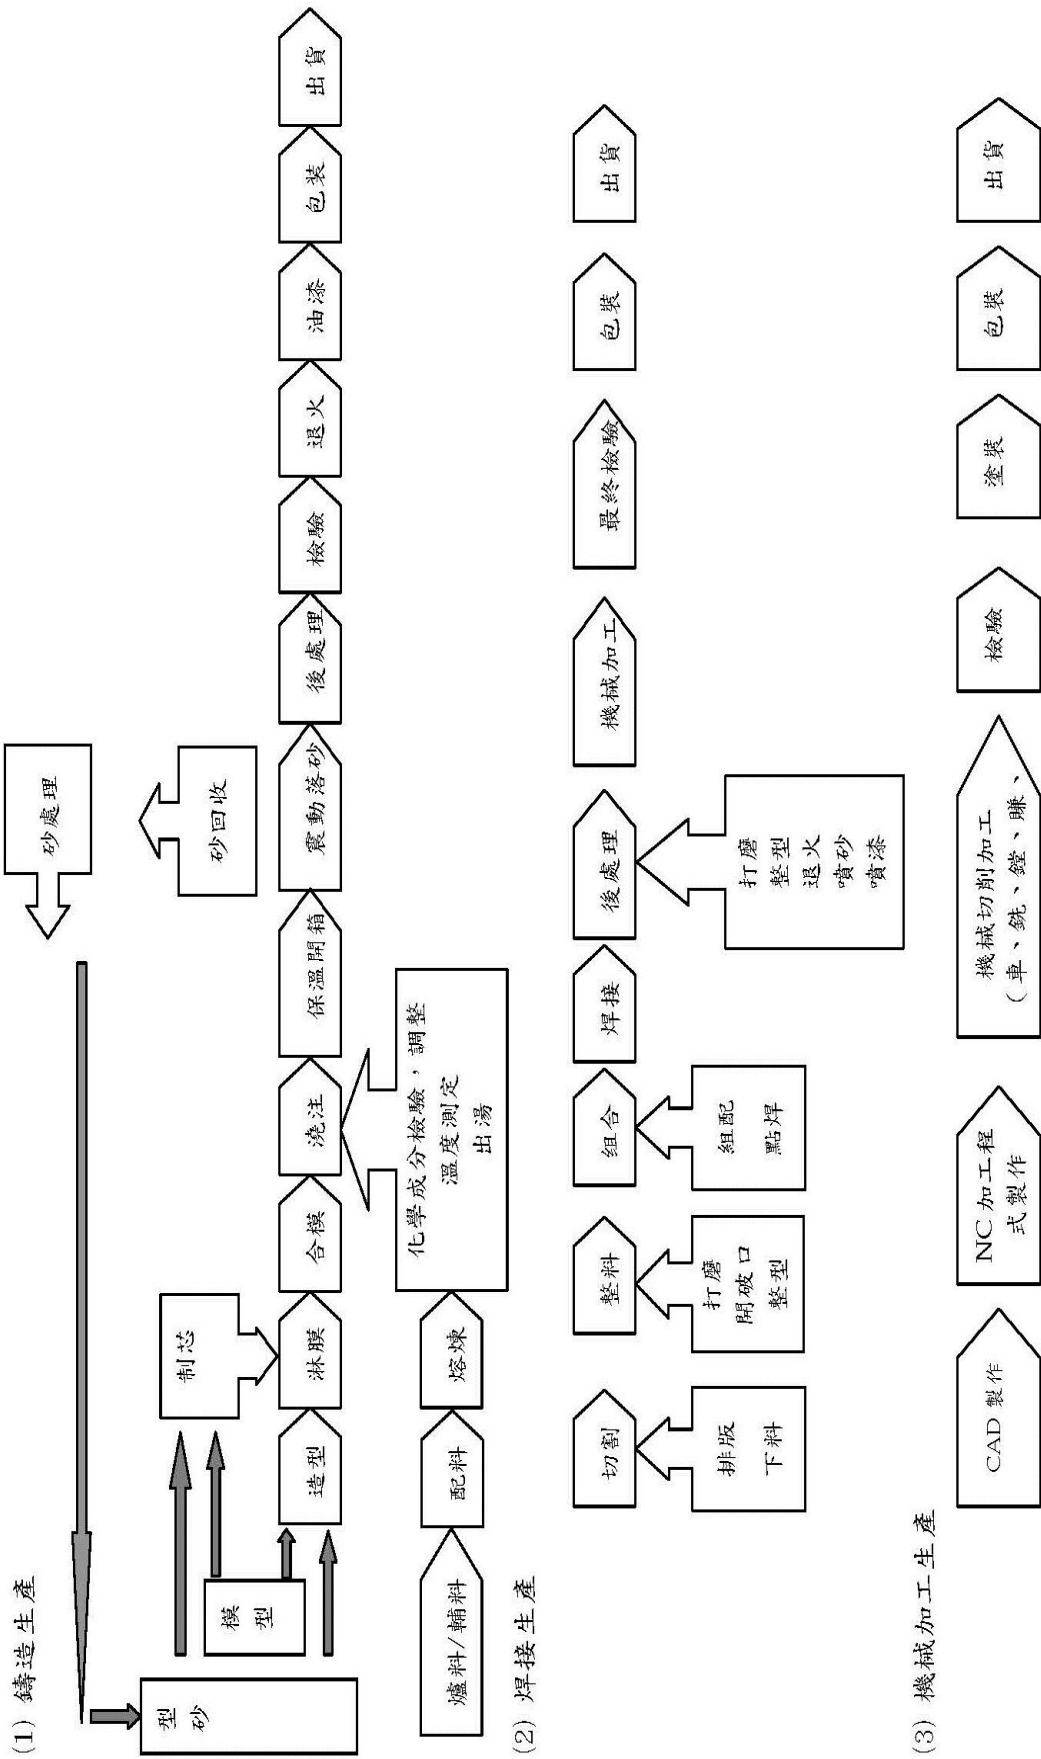 (1) 鑄造生產
砂處理
砂回收
型
砂
模
型
制芯
造型
淋膜
合模
澆注
保溫開箱
震動落砂
後處理
檢驗
退火
油漆
包裝
出貨
爐料/輔料
配料
熔煉
化學成分檢驗，調整
溫度測定
出湯
(2) 焊接生產
切割
整料
組合
焊接
後處理
機械加工
最終檢驗
包裝
出貨
排版
下料
打磨
開破口
整型
組配
點焊
打磨
整型
退火
噴砂
噴漆
(3) 機械加工生產
CAD 製作
NC 加工程
式製作
機械切削加工
(車、銑、鏜、賺、
檢驗
塗裝
包裝
出貨